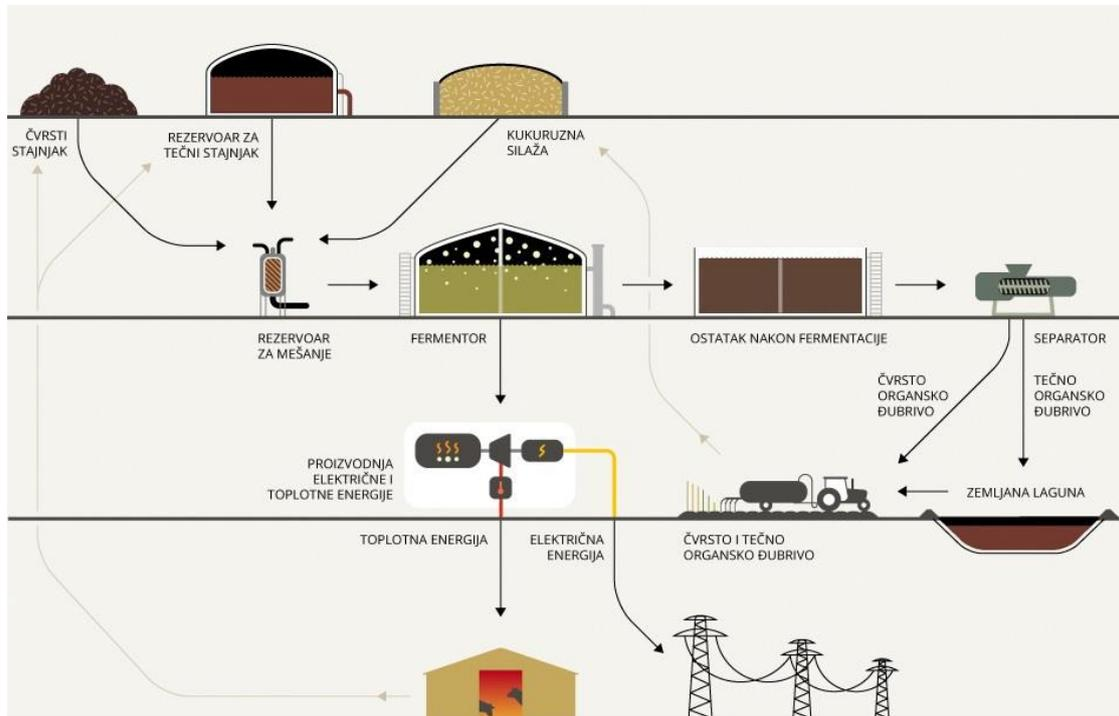 ČVRSTI
STAJNJAK
REZERVOAR ZA
TEČNI STAJNJAK
KUKURUZNA
SILAŽA
REZERVOAR
ZA MEŠANJE
FERMENTOR
OSTATAK NAKON FERMENTACIJE
SEPARATOR
ČVRSTO
ORGANSKO
ĐUBRIVO
TEČNO
ORGANSKO
ĐUBRIVO
PROIZVODNJA
ELEKTRIČNE I
TOPLOTNE ENERGIJE
ZEMLJANA LAGUNA
TOPLOTNA ENERGIJA
ELEKTRIČNA
ENERGIJA
ČVRSTO I TEČNO
ORGANSKO ĐUBRIVO